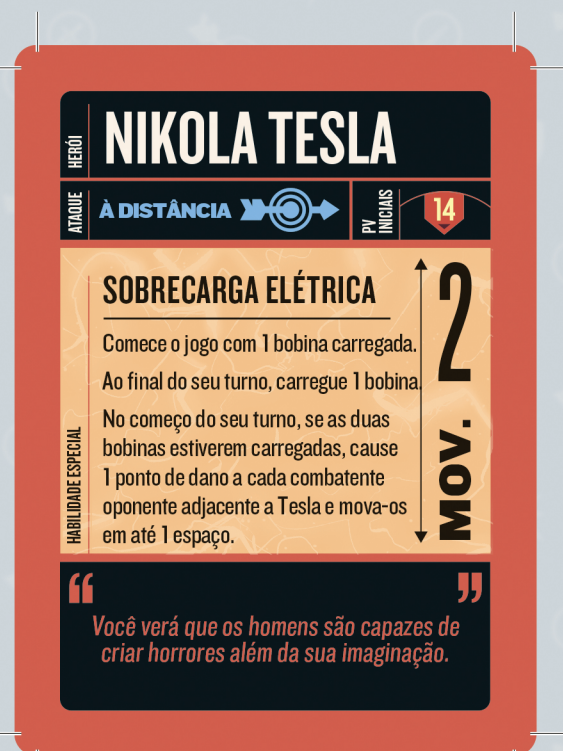 HERÓI
NIKOLA TESLA
ATAQUE
À DISTÂNCIA
PV
INICIAIS
14
HABILIDADE ESPECIAL
SOBRECARGA ELÉTRICA
Comece o jogo com 1 bobina carregada.
Ao final do seu turno, carregue 1 bobina.
No começo do seu turno, se as duas
bobinas estiverem carregadas, cause
1 ponto de dano a cada combatente
oponente adjacente a Tesla e mova-os
em até 1 espaço.
MOV. 2
“ ”
Você verá que os homens são capazes de
criar horrores além da sua imaginação.